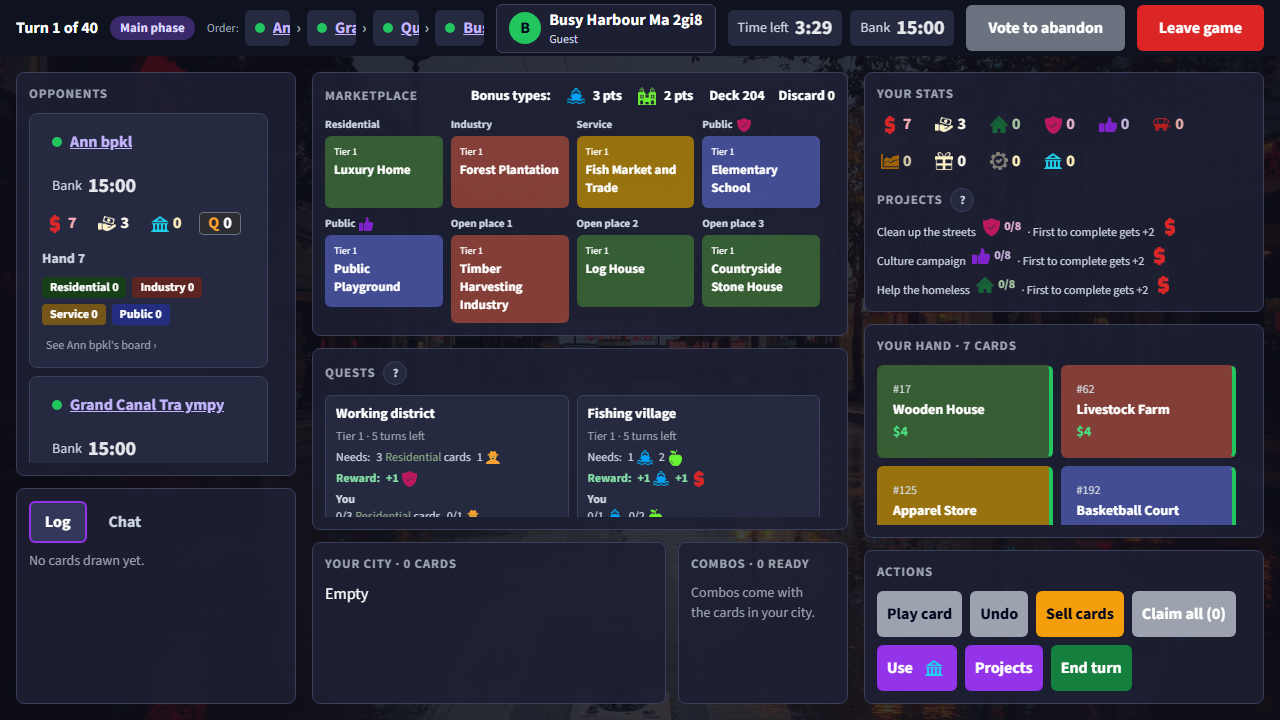 Turn 1 of 40
Main phase
Order:
An
›
Gra
›
Qu
›
Bus
B
Busy Harbour Ma 2gi8
Guest
Time left 3:29
Bank 15:00
Vote to abandon
Leave game
OPPONENTS
Ann bpkl
Bank 15:00
7
3
0
Q 0
Hand 7
Residential 0
Industry 0
Service 0
Public 0
See Ann bpkl's board ›
Grand Canal Tra ympy
Bank 15:00
Log
Chat
No cards drawn yet.
MARKETPLACE
Bonus types:
3 pts
2 pts
Deck 204
Discard 0
Residential
Industry
Service
Public
Tier 1
Luxury Home
Tier 1
Forest Plantation
Tier 1
Fish Market and
Trade
Tier 1
Elementary
School
Public
Open place 1
Open place 2
Open place 3
Tier 1
Public
Playground
Tier 1
Timber
Harvesting
Industry
Tier 1
Log House
Tier 1
Countryside
Stone House
QUESTS
?
Working district
Tier 1 · 5 turns left
Needs: 3 Residential cards 1
Reward: +1
You
0/3 Residential cards 0/1
Fishing village
Tier 1 · 5 turns left
Needs: 1 2
Reward: +1 +1
You
0/1 0/2
YOUR CITY · 0 CARDS
Empty
COMBOS · 0 READY
Combos come with
the cards in your city.
YOUR STATS
7
3
0
0
0
0
0
0
0
0
PROJECTS
?
Clean up the streets 0/8 · First to complete gets +2
Culture campaign 0/8 · First to complete gets +2
Help the homeless 0/8 · First to complete gets +2
YOUR HAND · 7 CARDS
#17
Wooden House
$4
#62
Livestock Farm
$4
#125
Apparel Store
#192
Basketball Court
ACTIONS
Play card
Undo
Sell cards
Claim all (0)
Use
Projects
End turn